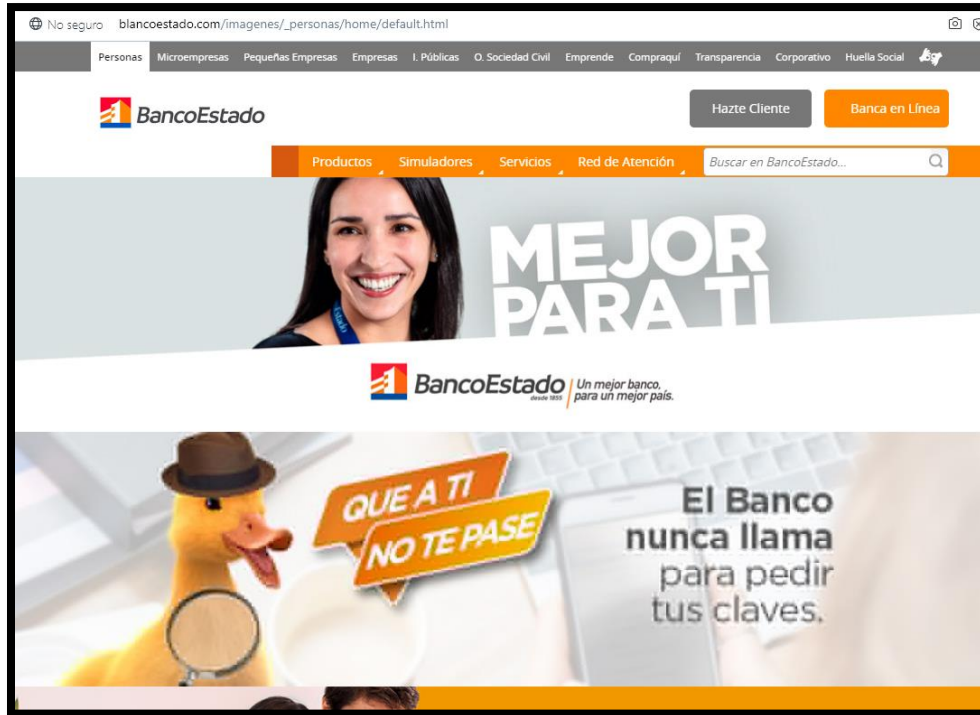 No seguro blancoestado.com/imagenes/_personas/home/default.html
Personas Microempresas Pequeñas Empresas Empresas I. Públicas O. Sociedad Civil Emprende Compraquí Transparencia Corporativo Huella Social
BancoEstado
Hazte Cliente
Banca en Línea
Productos Simuladores Servicios Red de Atención Buscar en BancoEstado...
MEJOR
PARA TI
BancoEstado
desde 1855
Un mejor banco,
para un mejor país.
QUE A TI
NO TE PASE
El Banco
nunca llama
para pedir
tus claves.